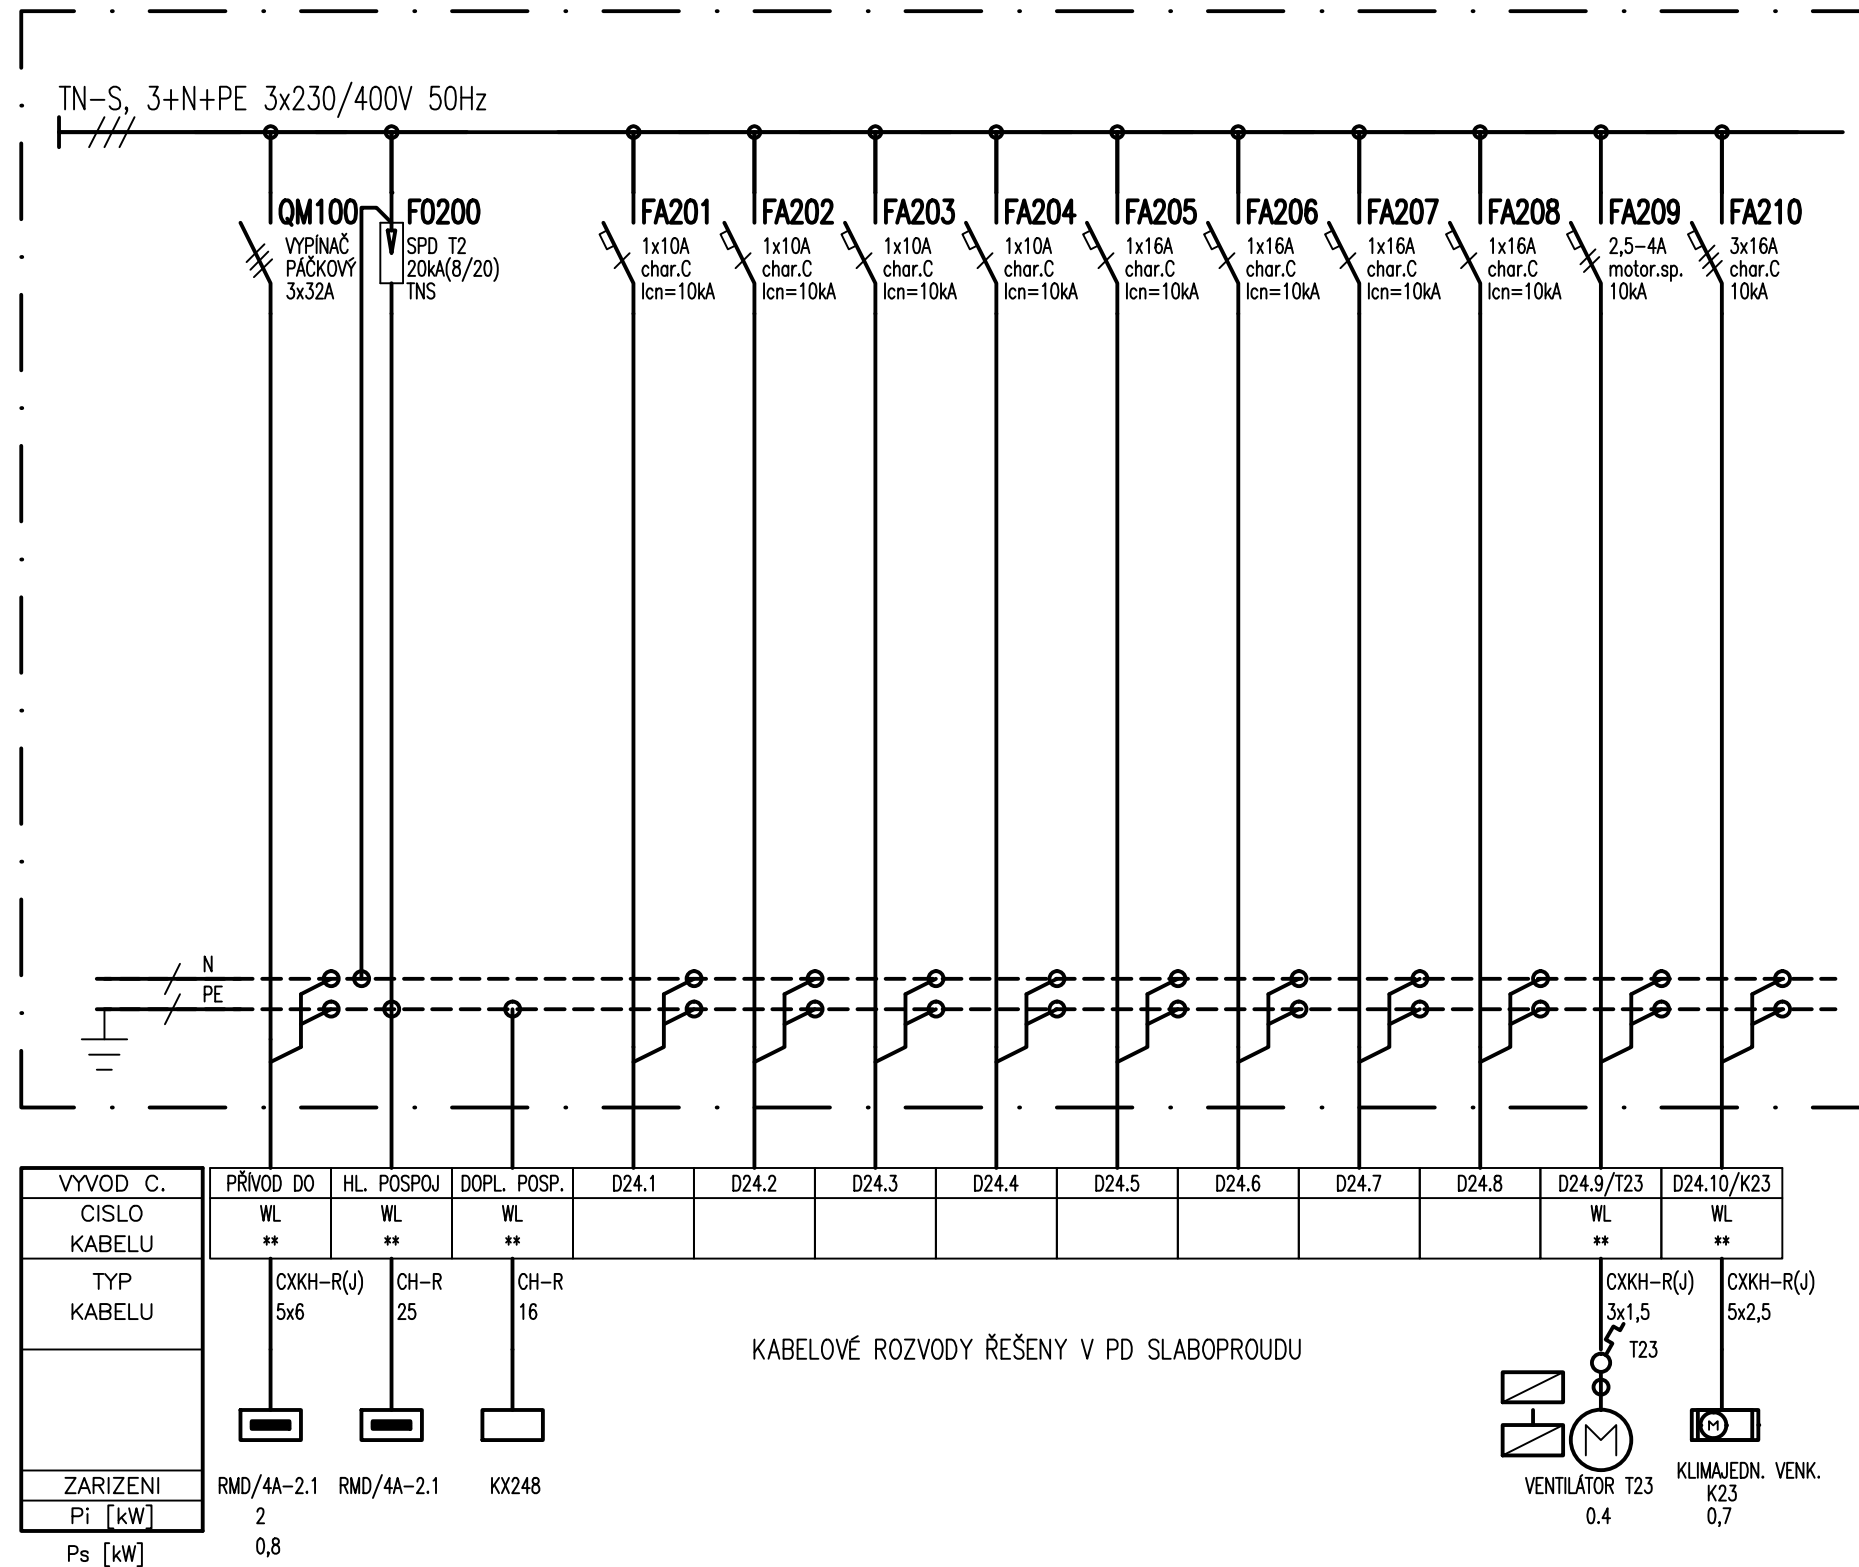 TN-S, 3+N+PE 3x230/400V 50Hz
QM100
VYPÍNAČ
PÁČKOVÝ
3x32A
FO200
SPD T2
20kA(8/20)
TNS
FA201
1x10A
char.C
Icn=10kA
FA202
1x10A
char.C
Icn=10kA
FA203
1x10A
char.C
Icn=10kA
FA204
1x10A
char.C
Icn=10kA
FA205
1x16A
char.C
Icn=10kA
FA206
1x16A
char.C
Icn=10kA
FA207
1x16A
char.C
Icn=10kA
FA208
1x16A
char.C
Icn=10kA
FA209
2,5-4A
motor.sp.
10kA
FA210
3x16A
char.C
10kA
N
PE
VYVOD C. PŘÍVOD DO HL. POSPOJ DOPL. POSP. D24.1 D24.2 D24.3 D24.4 D24.5 D24.6 D24.7 D24.8 D24.9/T23 D24.10/K23
CISLO WL WL WL WL WL
KABELU ** ** ** ** **
TYP CXKH-R(J) CH-R CH-R CXKH-R(J) CXKH-R(J)
KABELU 5x6 25 16 3x1,5 5x2,5
KABELOVÉ ROZVODY ŘEŠENY V PD SLABOPROUDU
T23
M
M
ZARIZENI RMD/4A-2.1 RMD/4A-2.1 KX248 VENTILÁTOR T23 KLIMAJEDN. VENK.
K23
Pi [kW] 2 0.4 0,7
Ps [kW] 0,8